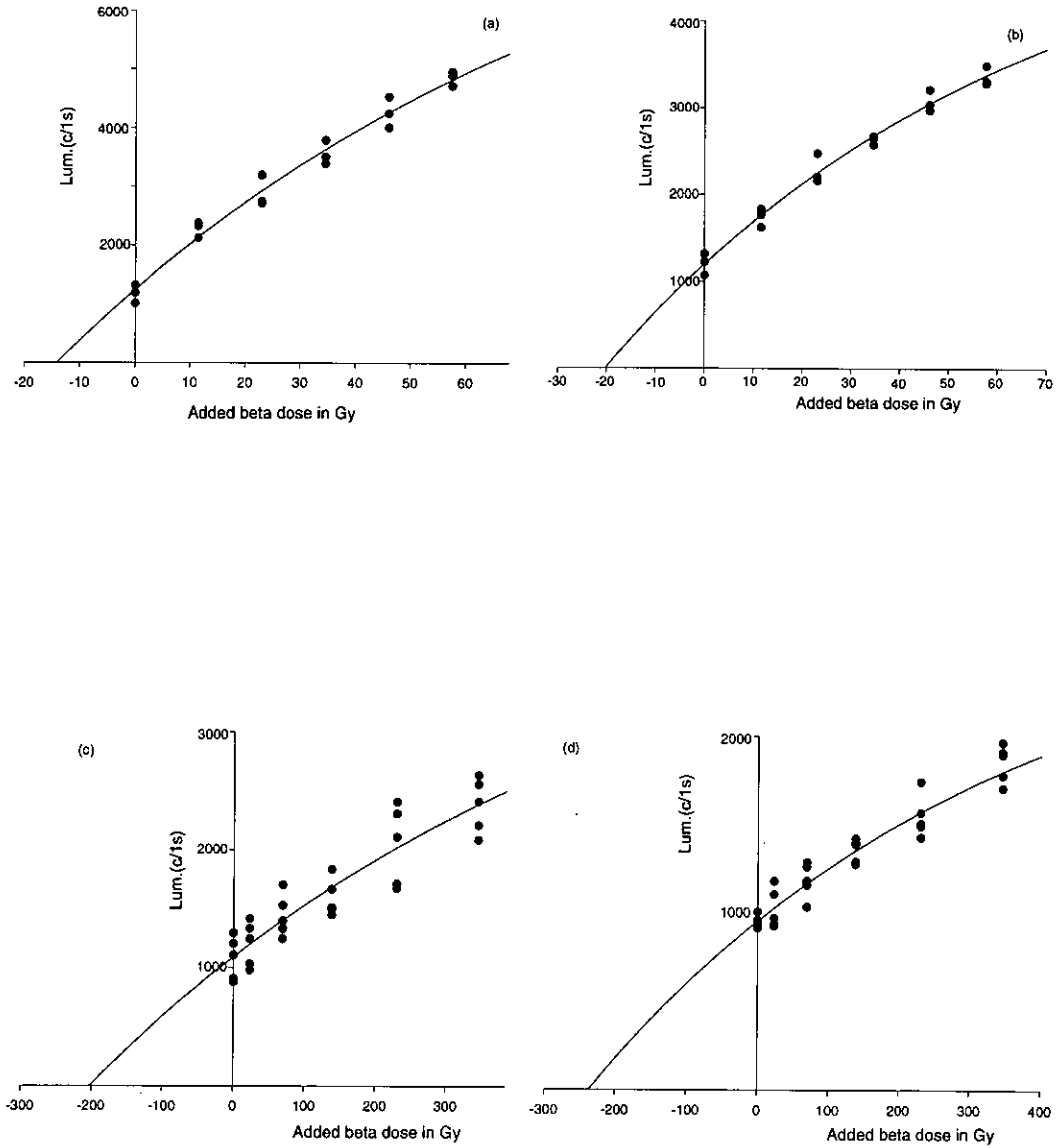 (a)
6000
4000
2000
Lum.(c/1s)
-20 -10 0 10 20 30 40 50 60
Added beta dose in Gy
(b)
4000
3000
2000
1000
Lum.(c/1s)
-30 -20 -10 0 10 20 30 40 50 60 70
Added beta dose in Gy
(c)
3000
2000
1000
Lum.(c/1s)
-300 -200 -100 0 100 200 300
Added beta dose in Gy
(d)
2000
1000
Lum.(c/1s)
-300 -200 -100 0 100 200 300 400
Added beta dose in Gy